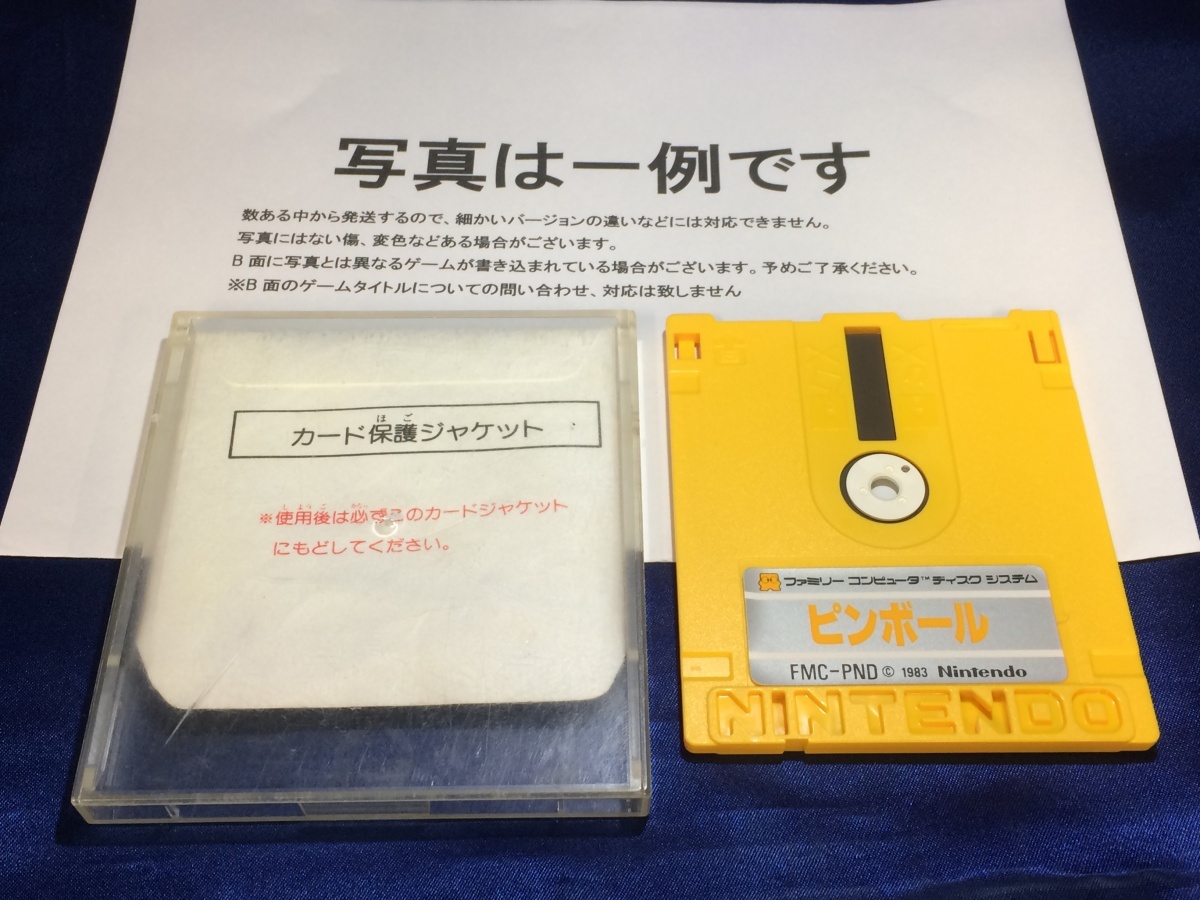 写真は一例です
数ある中から発送するので、細かいバージョンの違いなどには対応できません。
写真にはない傷、変色などある場合がございます。
B 面に写真とは異なるゲームが書き込まれている場合がございます。予めご了承ください。
※B 面のゲームタイトルについての問い合わせ、対応は致しません
ほご
カード保護ジャケット
※使用後は必ずこのカードジャケット
にもどしてください。
ファミリー コンピュータ™ ディスク システム
ピンボール
FMC-PND © 1983 Nintendo
NINTENDO